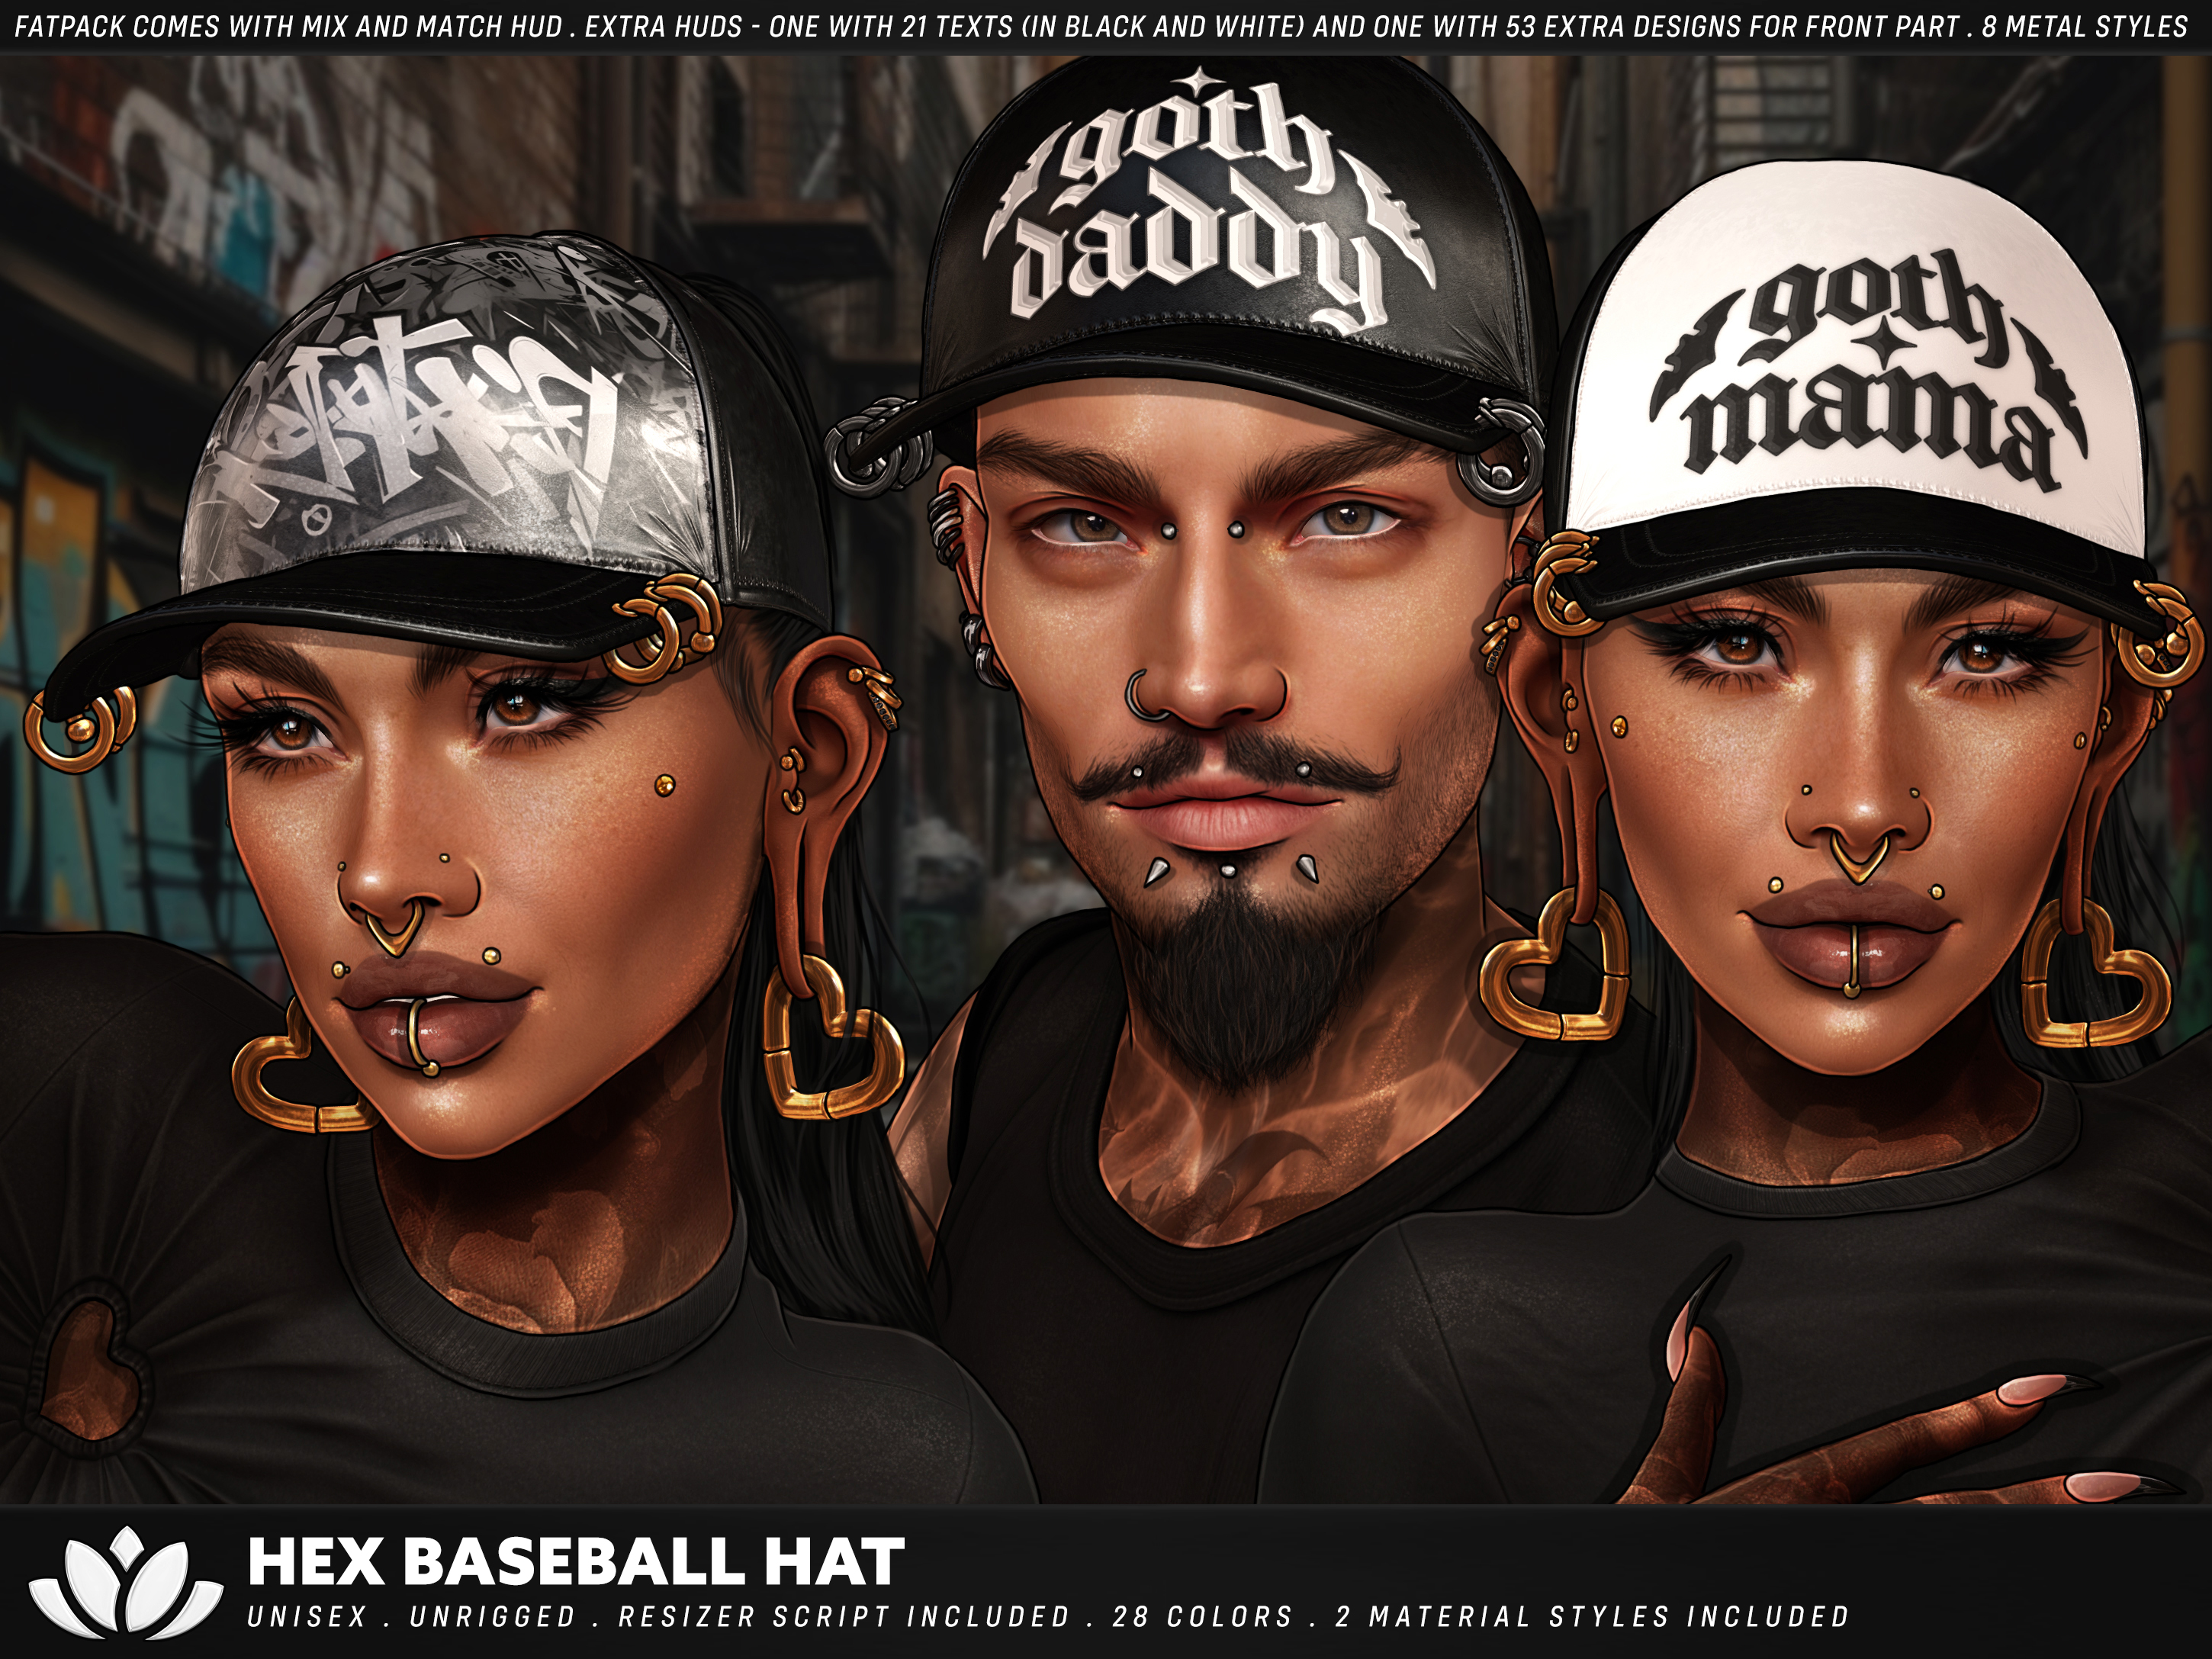 FATPACK COMES WITH MIX AND MATCH HUD . EXTRA HUDS - ONE WITH 21 TEXTS (IN BLACK AND WHITE) AND ONE WITH 53 EXTRA DESIGNS FOR FRONT PART . 8 METAL STYLES
goth
daddy
goth
mama
HEX BASEBALL HAT
UNISEX . UNRIGGED . RESIZER SCRIPT INCLUDED . 28 COLORS . 2 MATERIAL STYLES INCLUDED